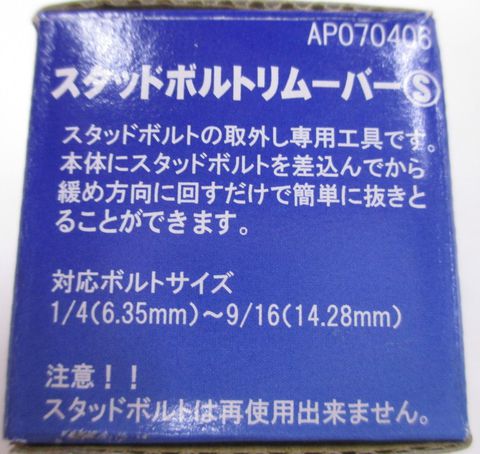 AP070406
スタッドボルトリムーバーⓈ
スタッドボルトの取外し専用工具です。
本体にスタッドボルトを差込んでから
緩め方向に回すだけで簡単に抜きと
ることができます。
対応ボルトサイズ
1/4(6.35mm)～9/16(14.28mm)
注意！！
スタッドボルトは再使用出来ません。